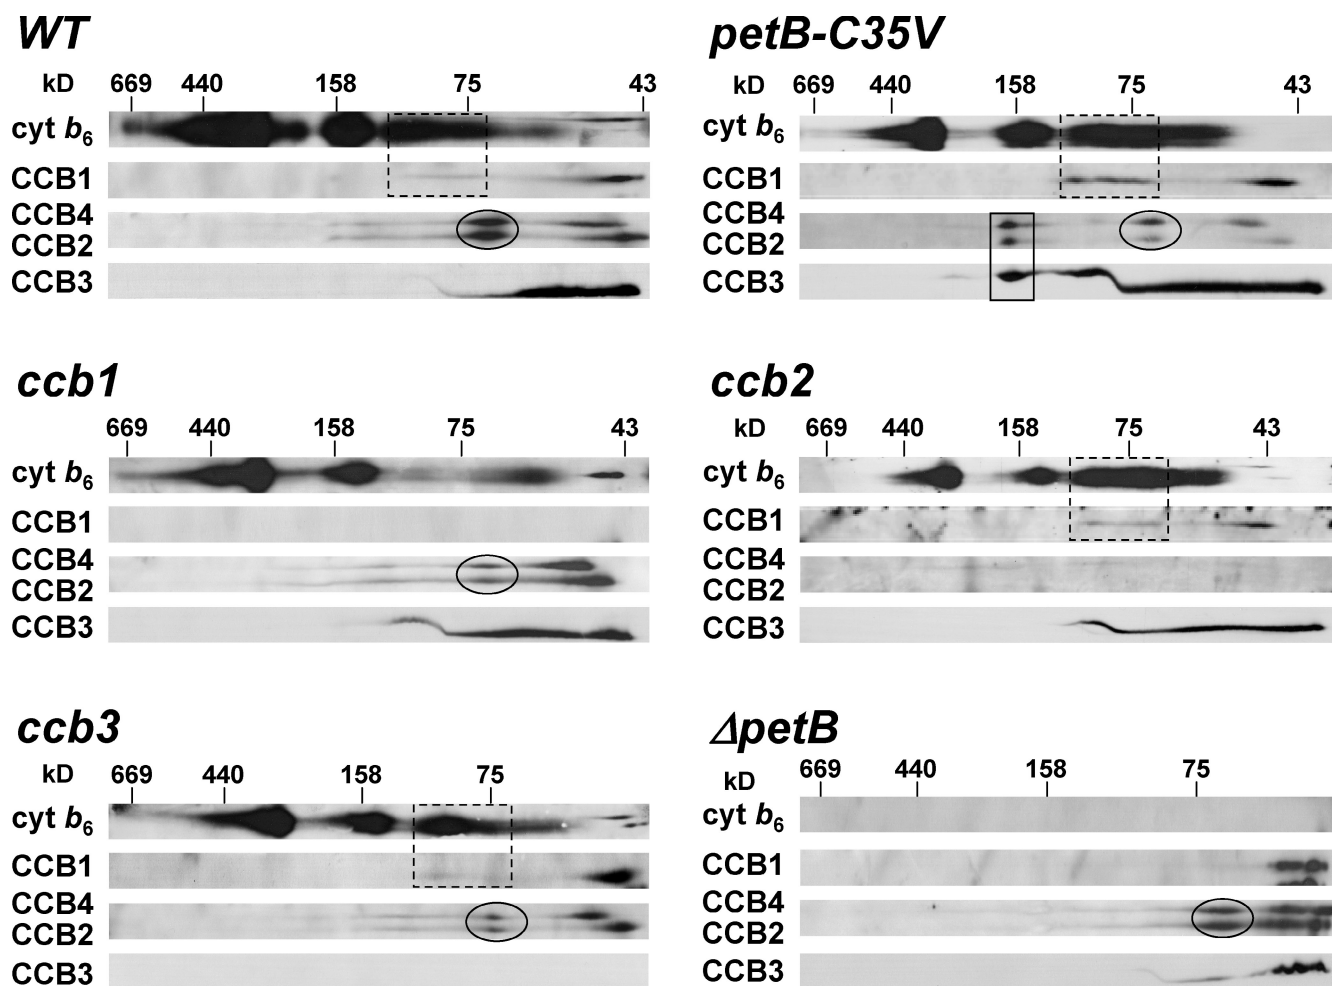 WT
kD 669 440 158 75 43
cyt b6
CCB1
CCB4
CCB2
CCB3
petB-C35V
kD 669 440 158 75 43
cyt b6
CCB1
CCB4
CCB2
CCB3
ccb1
669 440 158 75 43
cyt b6
CCB1
CCB4
CCB2
CCB3
ccb2
kD 669 440 158 75 43
cyt b6
CCB1
CCB4
CCB2
CCB3
ccb3
kD 669 440 158 75
cyt b6
CCB1
CCB4
CCB2
CCB3
ΔpetB
kD 669 440 158 75
cyt b6
CCB1
CCB4
CCB2
CCB3